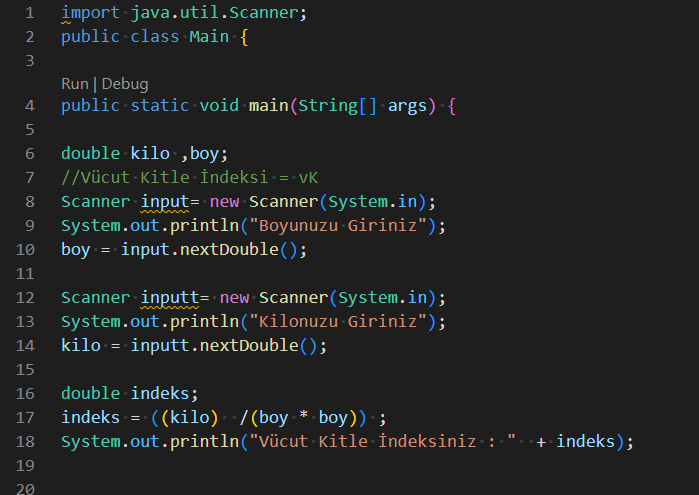 1 import java.util.Scanner;
2 public class Main {
3
Run | Debug
4 public static void main(String[] args) {
5
6 double kilo ,boy;
7 //Vücut Kitle İndeksi = vK
8 Scanner input= new Scanner(System.in);
9 System.out.println("Boyunuzu Giriniz");
10 boy = input.nextDouble();
11
12 Scanner inputt= new Scanner(System.in);
13 System.out.println("Kilonuzu Giriniz");
14 kilo = inputt.nextDouble();
15
16 double indeks;
17 indeks = ((kilo)  /(boy * boy)) ;
18 System.out.println("Vücut Kitle İndeksiniz : "  + indeks);
19
20